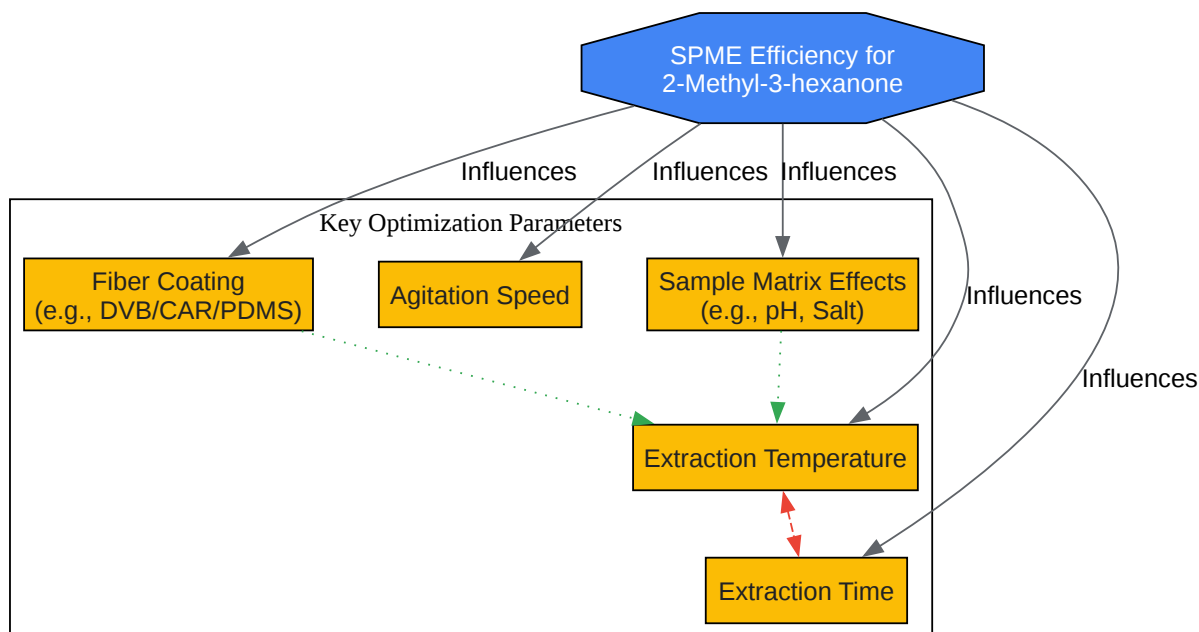 SPME Efficiency for
2-Methyl-3-hexanone
Influences
Influences
Influences
Key Optimization Parameters
Fiber Coating
(e.g., DVB/CAR/PDMS)
Agitation Speed
Sample Matrix Effects
(e.g., pH, Salt)
Influences
Influences
Extraction Temperature
Extraction Time